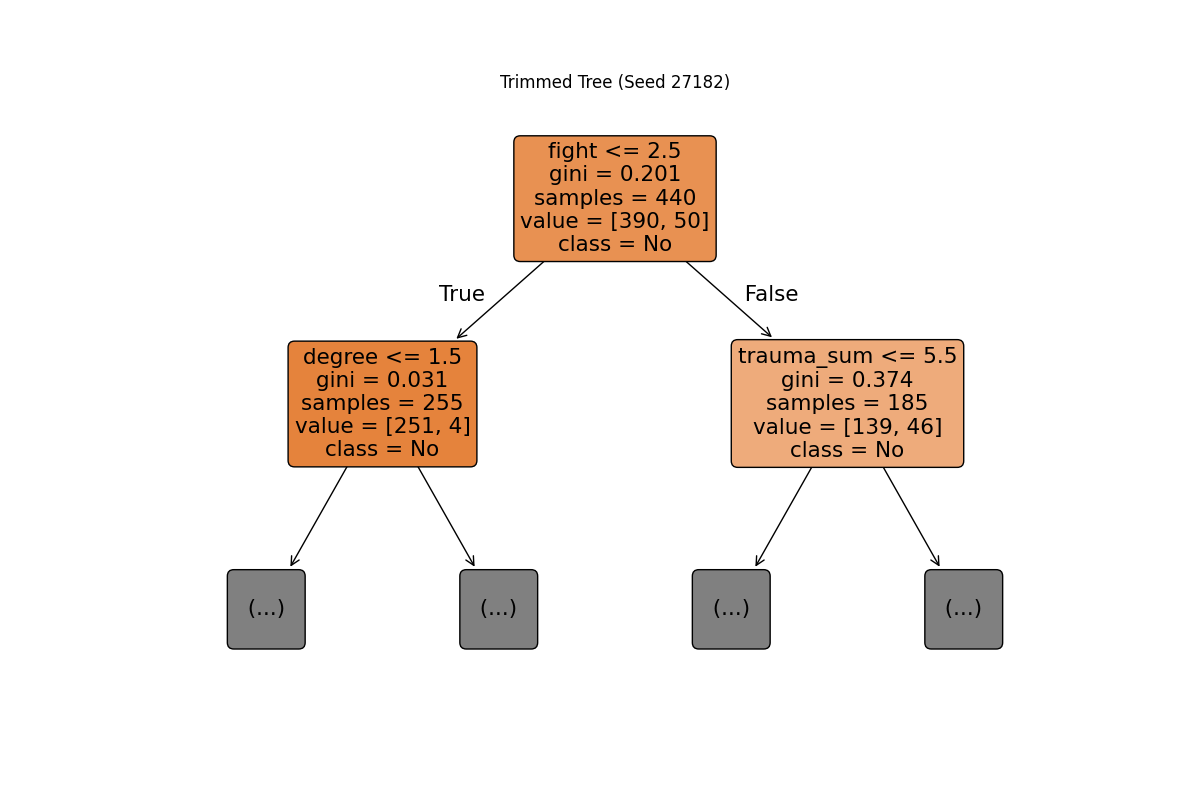 Trimmed Tree (Seed 27182)
fight <= 2.5
gini = 0.201
samples = 440
value = [390, 50]
class = No
True
False
degree <= 1.5
gini = 0.031
samples = 255
value = [251, 4]
class = No
trauma_sum <= 5.5
gini = 0.374
samples = 185
value = [139, 46]
class = No
(...)
(...)
(...)
(...)